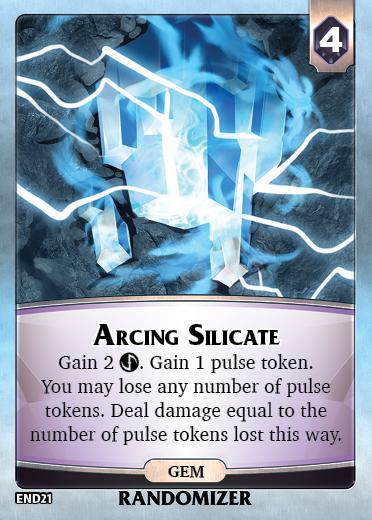 4
Arcing Silicate
Gain 2 . Gain 1 pulse token.
You may lose any number of pulse
tokens. Deal damage equal to the
number of pulse tokens lost this way.
GEM
END21
RANDOMIZER